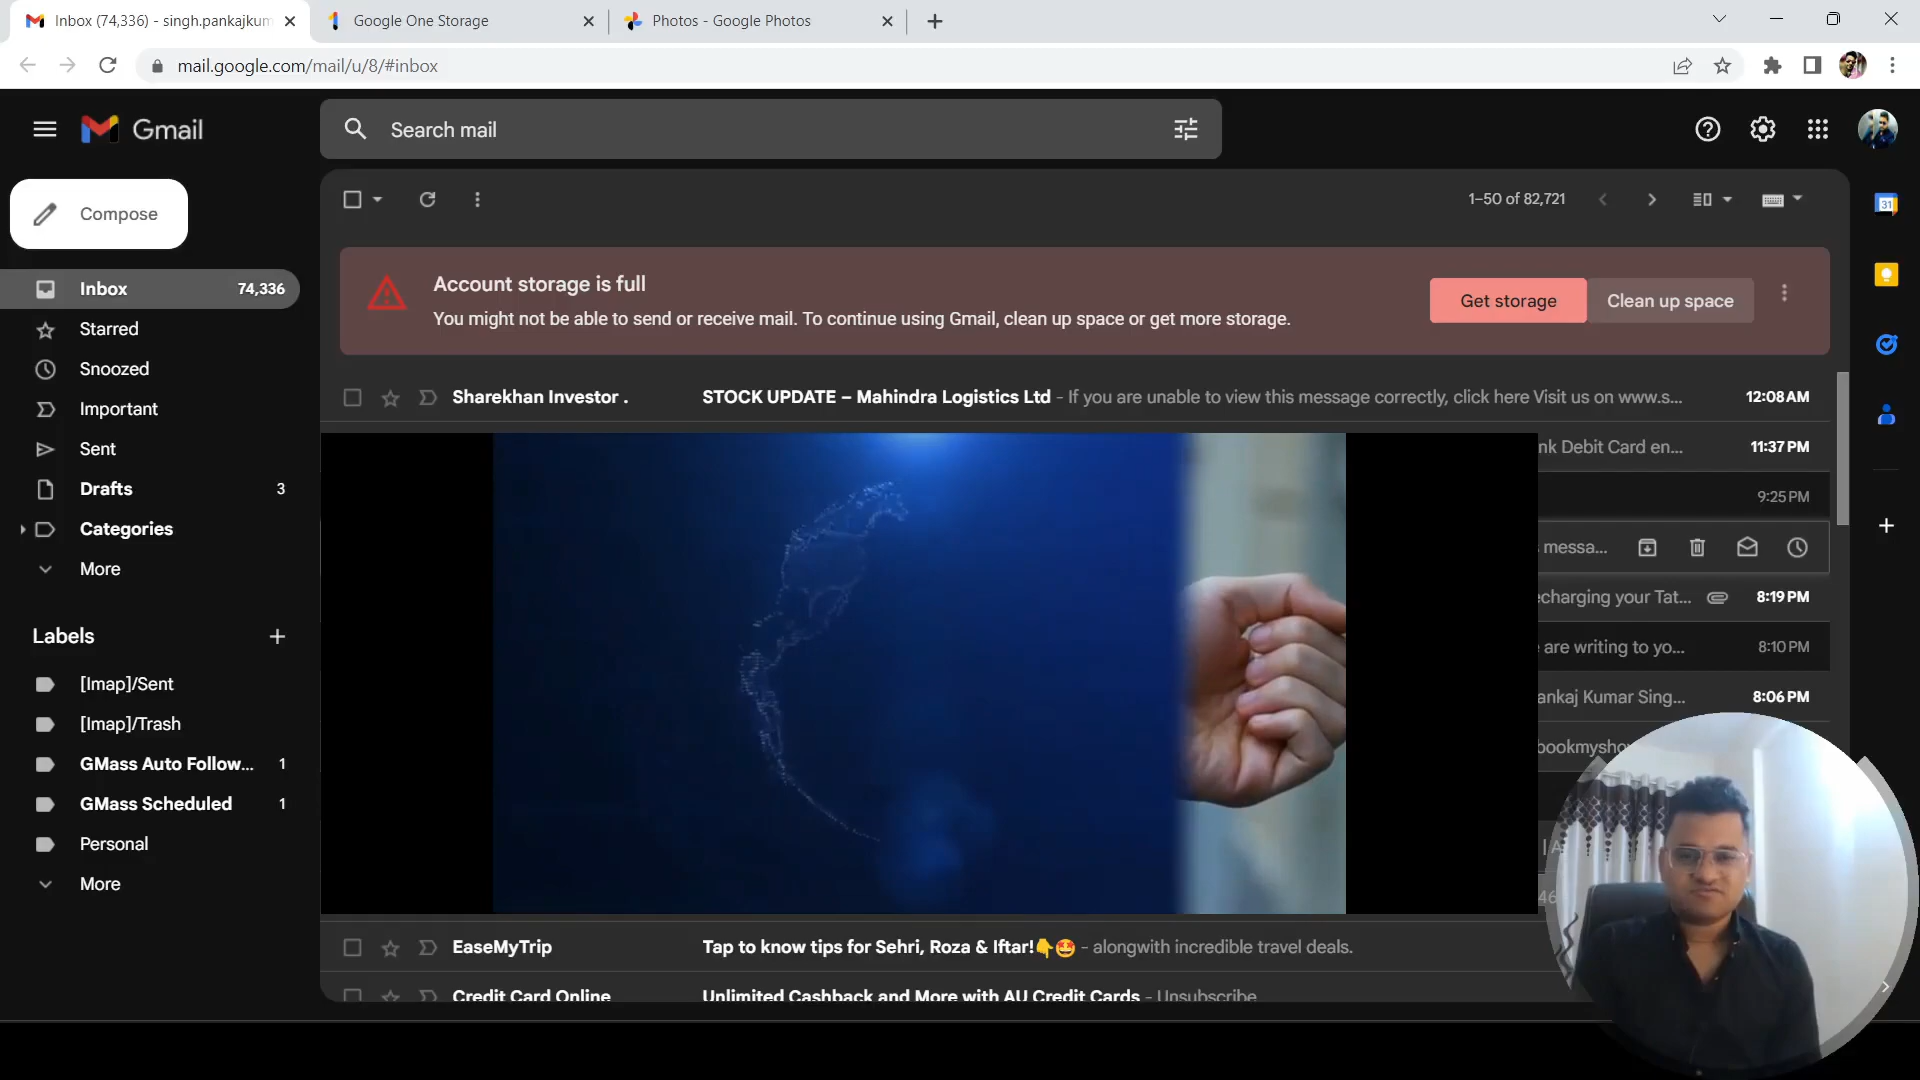 Inbox (74,336) - singh.pankajkum
Google One Storage
Photos - Google Photos
mail.google.com/mail/u/8/#inbox
Gmail
Search mail
Compose
1–50 of 82,721
Account storage is full
You might not be able to send or receive mail. To continue using Gmail, clean up space or get more storage.
Get storage
Clean up space
Inbox 74,336
Starred
Snoozed
Important
Sent
Drafts 3
Categories
More
Labels
[Imap]/Sent
[Imap]/Trash
GMass Auto Follow... 1
GMass Scheduled 1
Personal
More
Sharekhan Investor . STOCK UPDATE – Mahindra Logistics Ltd - If you are unable to view this message correctly, click here Visit us on www.s... 12:08 AM
nk Debit Card en... 11:37 PM
9:25 PM
messa...
echarging your Tat... 8:19 PM
are writing to yo... 8:10 PM
ankaj Kumar Sing... 8:06 PM
bookmysho
46
EaseMyTrip Tap to know tips for Sehri, Roza & Iftar!👇🤩 - alongwith incredible travel deals.
Credit Card Online Unlimited Cashback and More with AU Credit Cards - Unsubscribe
31